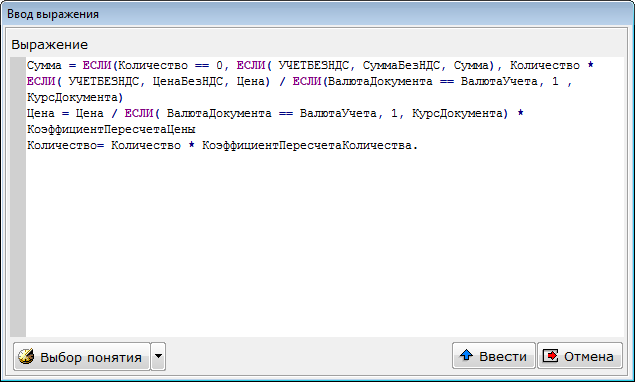 Ввод выражения
Выражение
Сумма = ЕСЛИ(Количество == 0, ЕСЛИ( УЧЕТБЕЗНДС, СуммаБезНДС, Сумма), Количество *
ЕСЛИ( УЧЕТБЕЗНДС, ЦенаБезНДС, Цена) / ЕСЛИ(ВалютаДокумента == ВалютаУчета, 1 ,
КурсДокумента)
Цена = Цена / ЕСЛИ( ВалютаДокумента == ВалютаУчета, 1, КурсДокумента) *
КоэффициентПересчетаЦены
Количество= Количество * КоэффициентПересчетаКоличества.
Выбор понятия
Ввести
Отмена